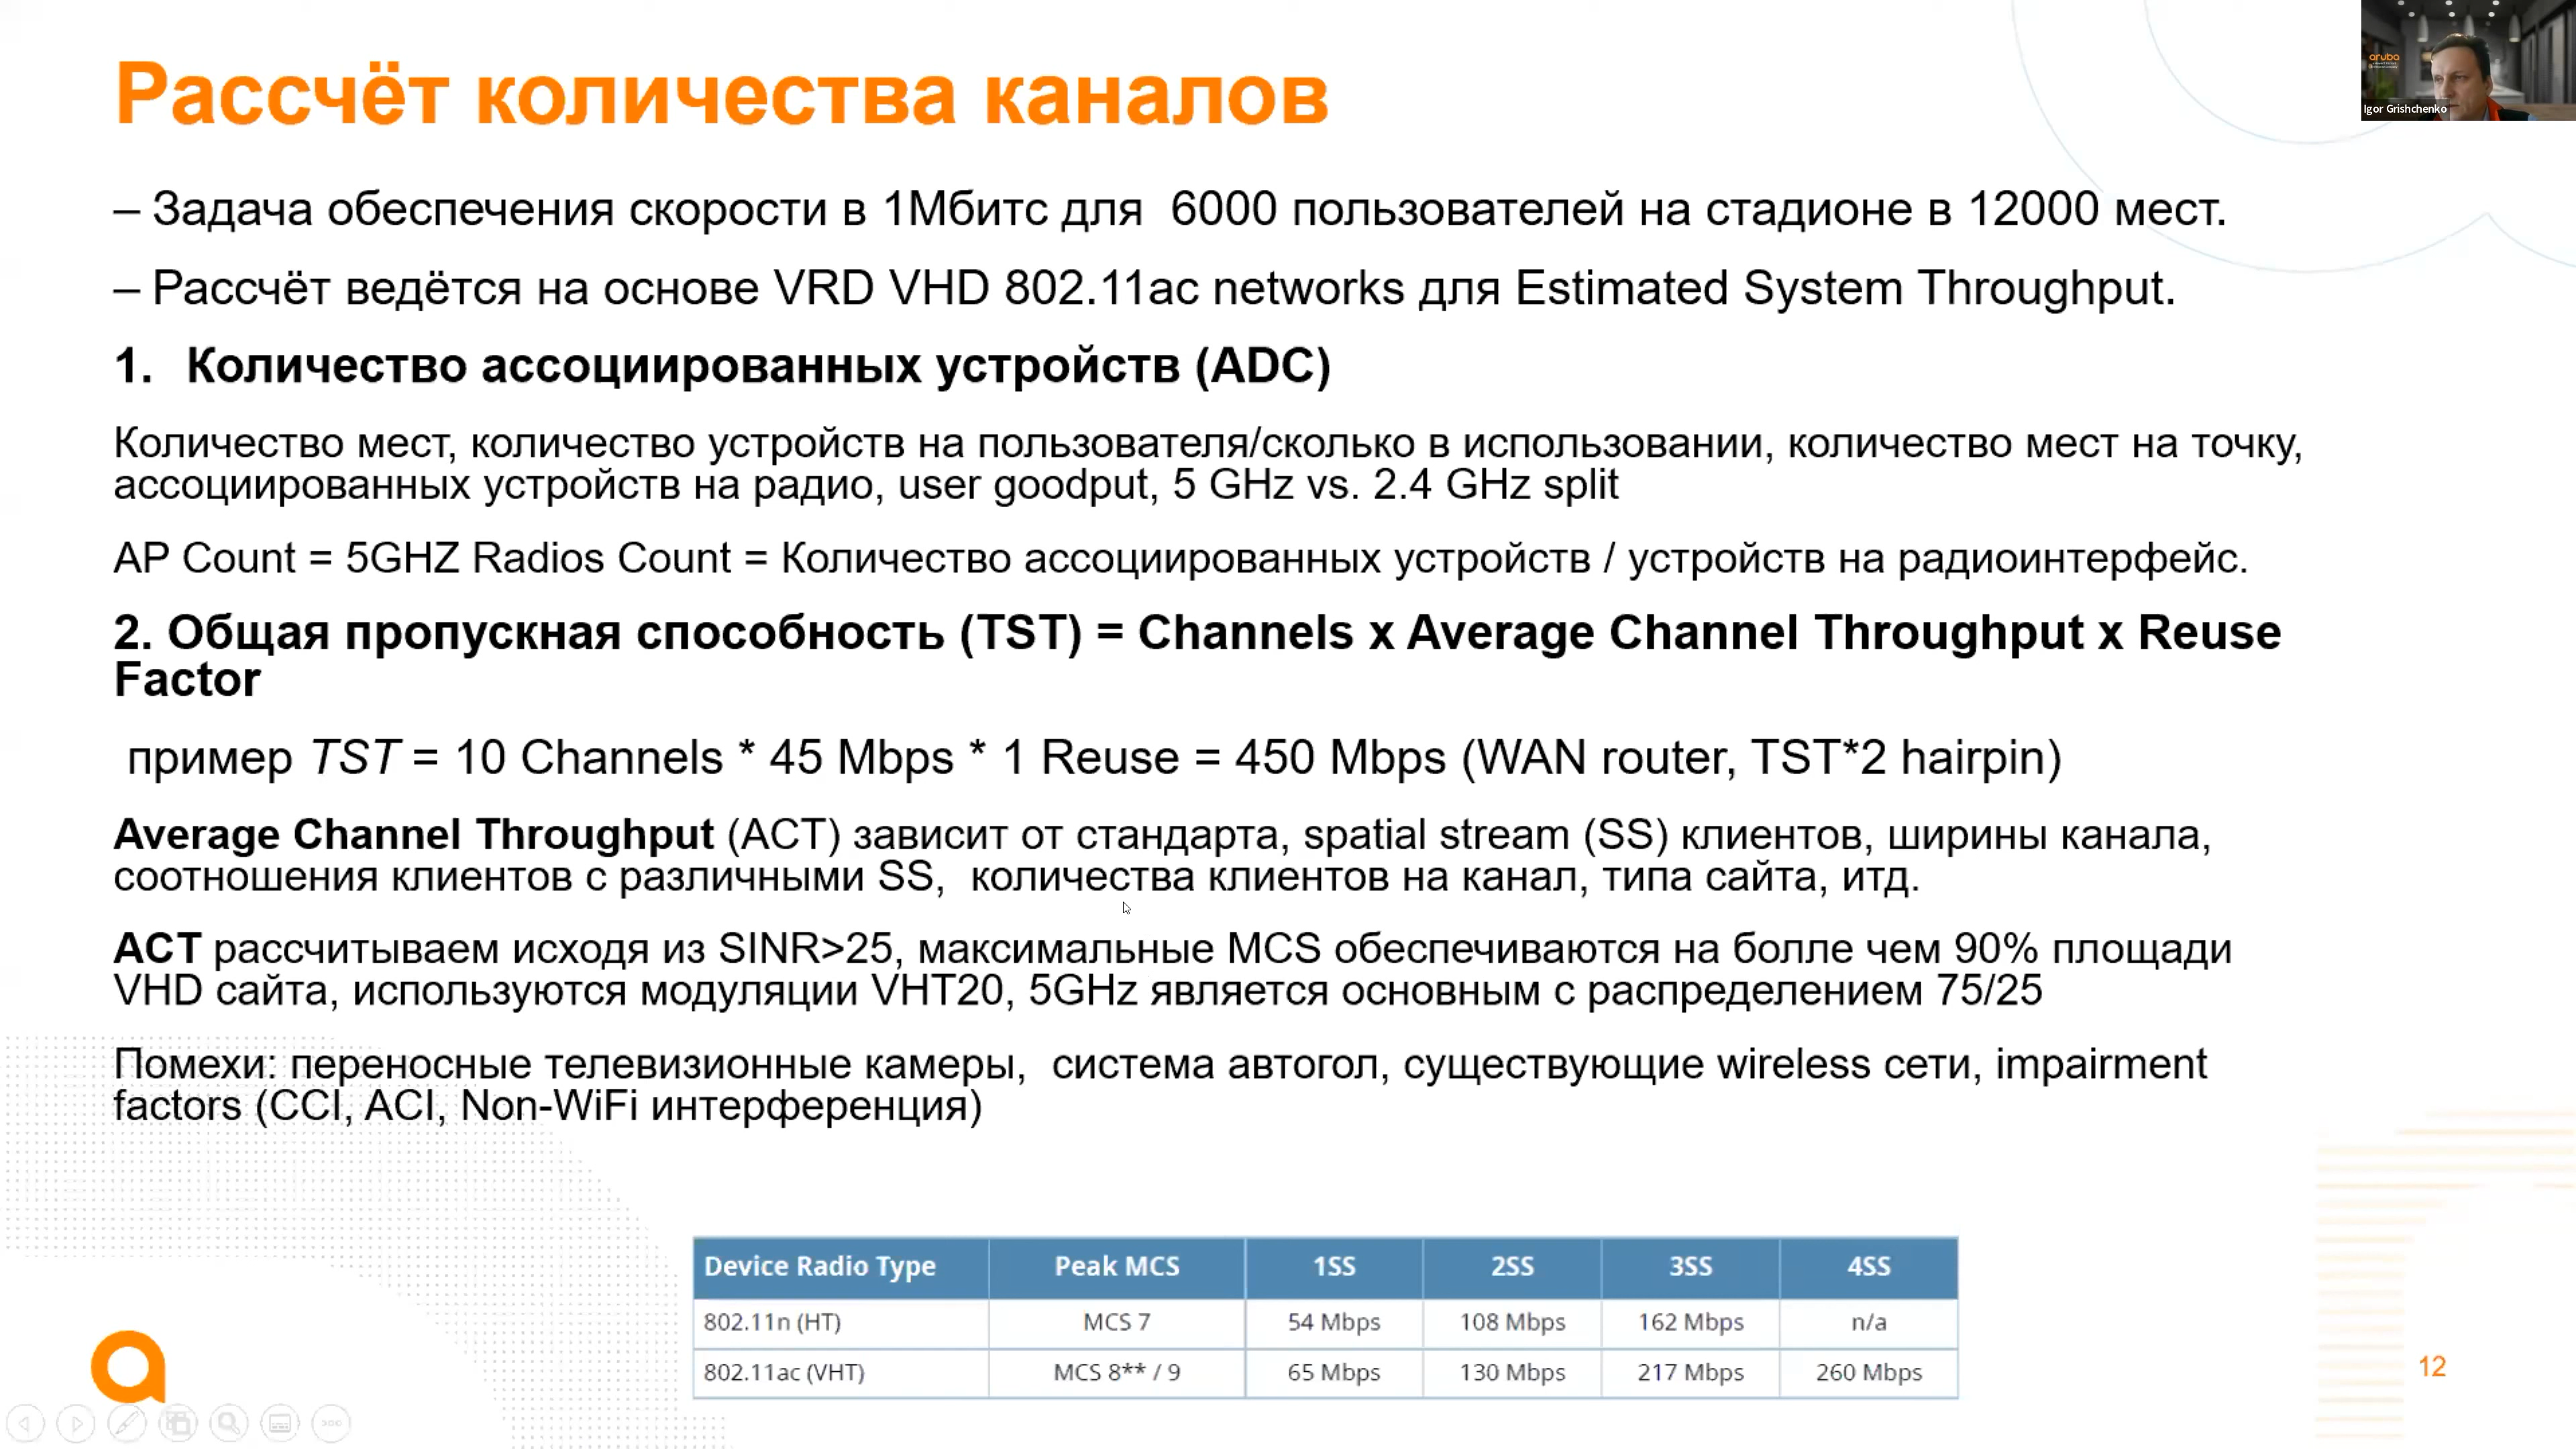 Рассчёт количества каналов
aruba
Igor Grishchenko
– Задача обеспечения скорости в 1Мбитс для 6000 пользователей на стадионе в 12000 мест.
– Рассчёт ведётся на основе VRD VHD 802.11ac networks для Estimated System Throughput.
1. Количество ассоциированных устройств (ADC)
Количество мест, количество устройств на пользователя/сколько в использовании, количество мест на точку,
ассоциированных устройств на радио, user goodput, 5 GHz vs. 2.4 GHz split
AP Count = 5GHZ Radios Count = Количество ассоциированных устройств / устройств на радиоинтерфейс.
2. Общая пропускная способность (TST) = Channels x Average Channel Throughput x Reuse
Factor
пример TST = 10 Channels * 45 Mbps * 1 Reuse = 450 Mbps (WAN router, TST*2 hairpin)
Average Channel Throughput (ACT) зависит от стандарта, spatial stream (SS) клиентов, ширины канала,
соотношения клиентов с различными SS, количества клиентов на канал, типа сайта, итд.
ACT рассчитываем исходя из SINR>25, максимальные MCS обеспечиваются на болле чем 90% площади
VHD сайта, используются модуляции VHT20, 5GHz является основным с распределением 75/25
Помехи: переносные телевизионные камеры, система автогол, существующие wireless сети, impairment
factors (CCI, ACI, Non-WiFi интерференция)
Device Radio Type Peak MCS 1SS 2SS 3SS 4SS
802.11n (HT) MCS 7 54 Mbps 108 Mbps 162 Mbps n/a
802.11ac (VHT) MCS 8** / 9 65 Mbps 130 Mbps 217 Mbps 260 Mbps
12